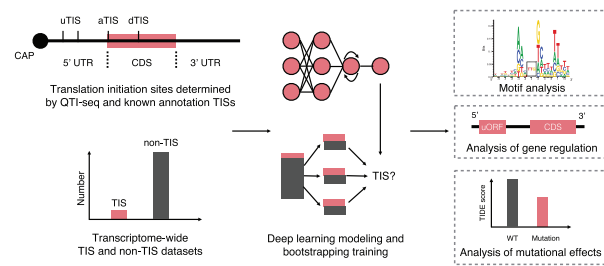 uTIS aTIS dTIS
CAP
5' UTR CDS 3' UTR
Translation initiation sites determined
by QTI-seq and known annotation TISs
Number
TIS
non-TIS
Transcriptome-wide
TIS and non-TIS datasets
TIS?
Deep learning modeling and
bootstrapping training
Motif analysis
5' 3'
uORF CDS
Analysis of gene regulation
TIDE score
WT Mutation
Analysis of mutational effects